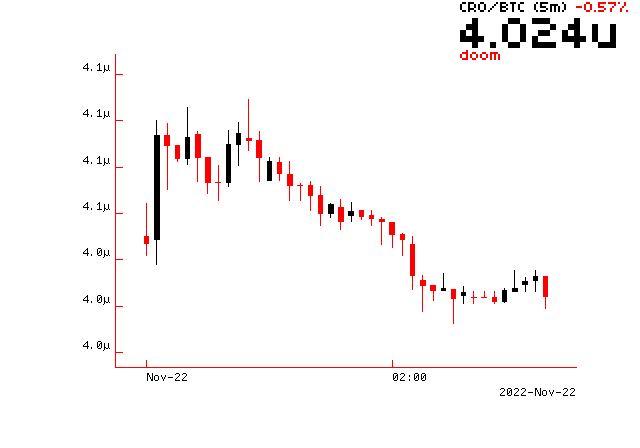 CRO/BTC (5m) -0.57%
4.024u
doom
4.1µ
4.1µ
4.1µ
4.1µ
4.0µ
4.0µ
4.0µ
Nov-22 02:00
2022-Nov-22